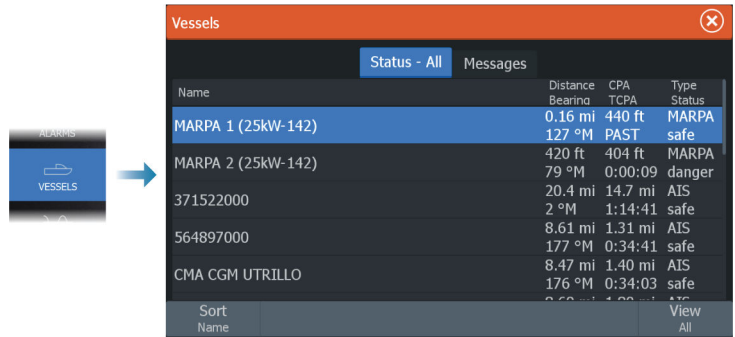 ALARMS
VESSELS
Vessels
Status - All Messages
Name Distance CPA Type
Bearing TCPA Status
MARPA 1 (25kW-142) 0.16 mi 440 ft MARPA
127 °M PAST safe
MARPA 2 (25kW-142) 420 ft 404 ft MARPA
79 °M 0:00:09 danger
371522000 20.4 mi 14.7 mi AIS
2 °M 1:14:41 safe
564897000 8.61 mi 1.31 mi AIS
177 °M 0:34:41 safe
CMA CGM UTRILLO 8.47 mi 1.40 mi AIS
176 °M 0:34:03 safe
Sort View
Name All